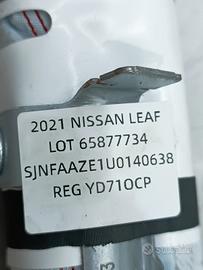 2021 NISSAN LEAF
LOT 65877734
SJNFAAZE1U0140638
REG YD71OCP